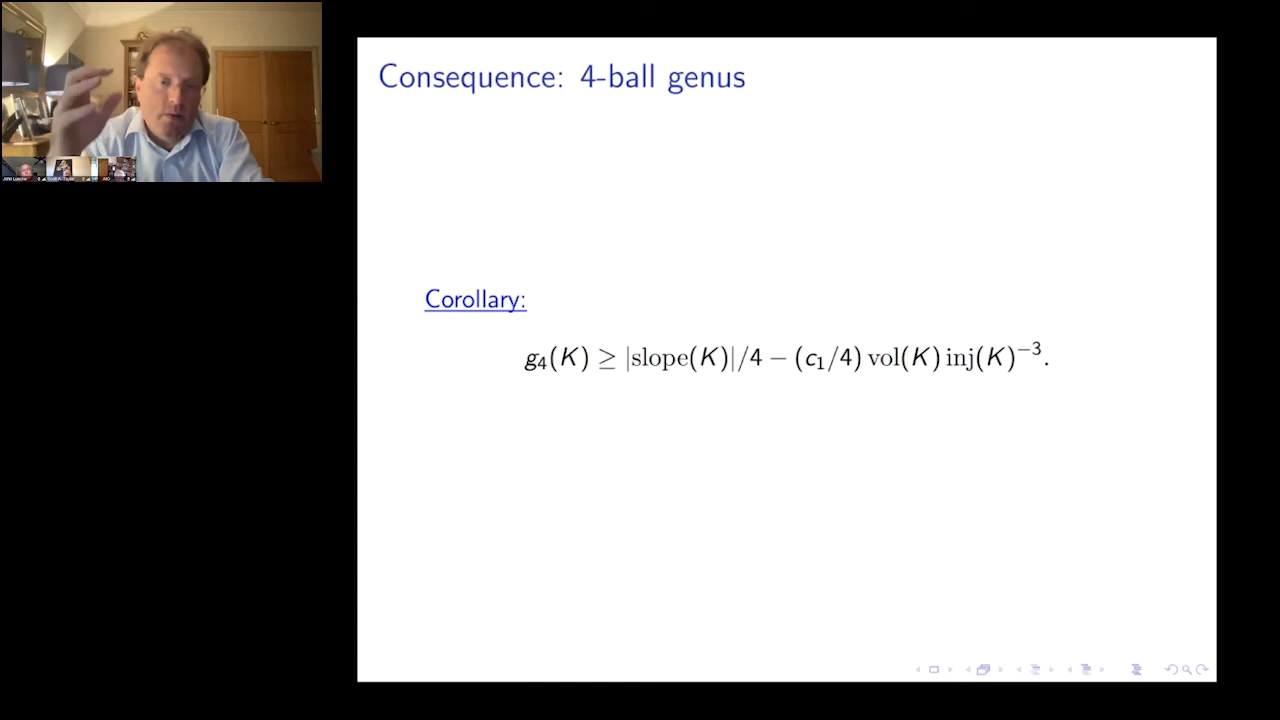 Consequence: 4-ball genus
Corollary:
g₄(K) ≥ |slope(K)|/4 − (c₁/4) vol(K) inj(K)⁻³.